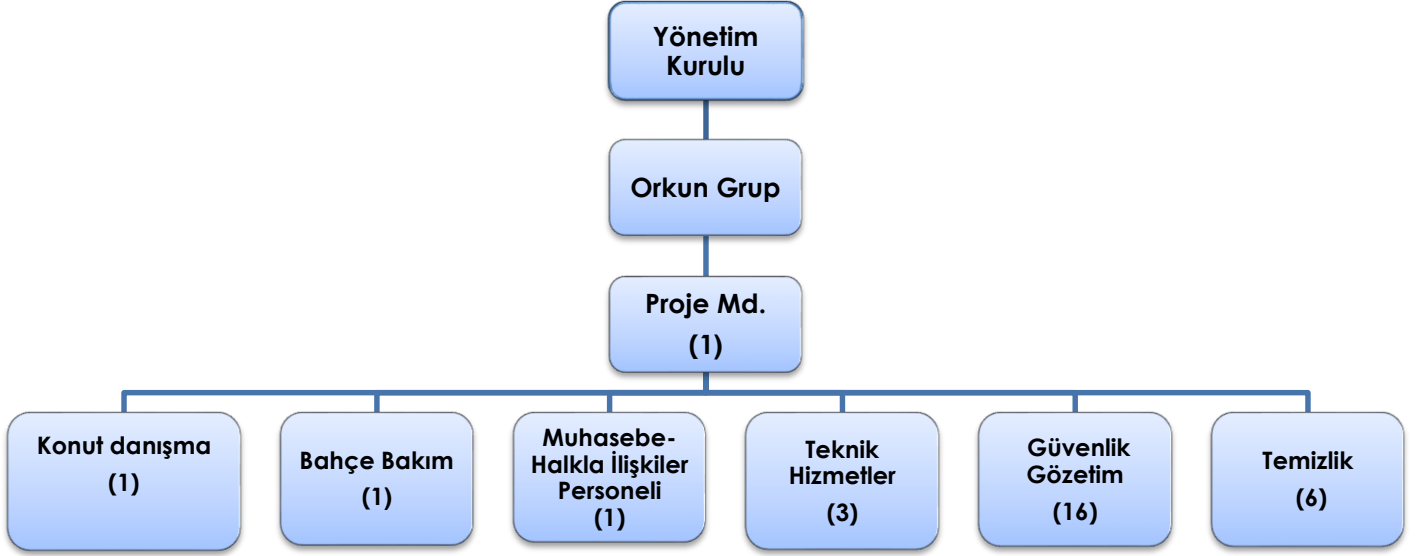 Yönetim
Kurulu
Orkun Grup
Proje Md.
(1)
Konut danışma
(1)
Bahçe Bakım
(1)
Muhasebe-
Halkla İlişkiler
Personeli
(1)
Teknik
Hizmetler
(3)
Güvenlik
Gözetim
(16)
Temizlik
(6)